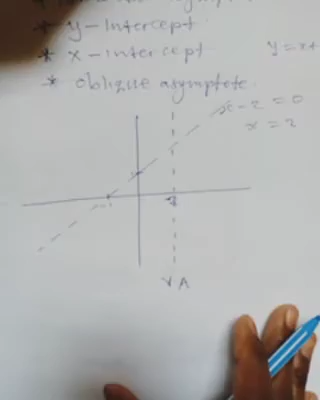 * y-Intercept
* x-intercept
y = x+
* oblique asymptote.
x-2=0
x=2
2
VA